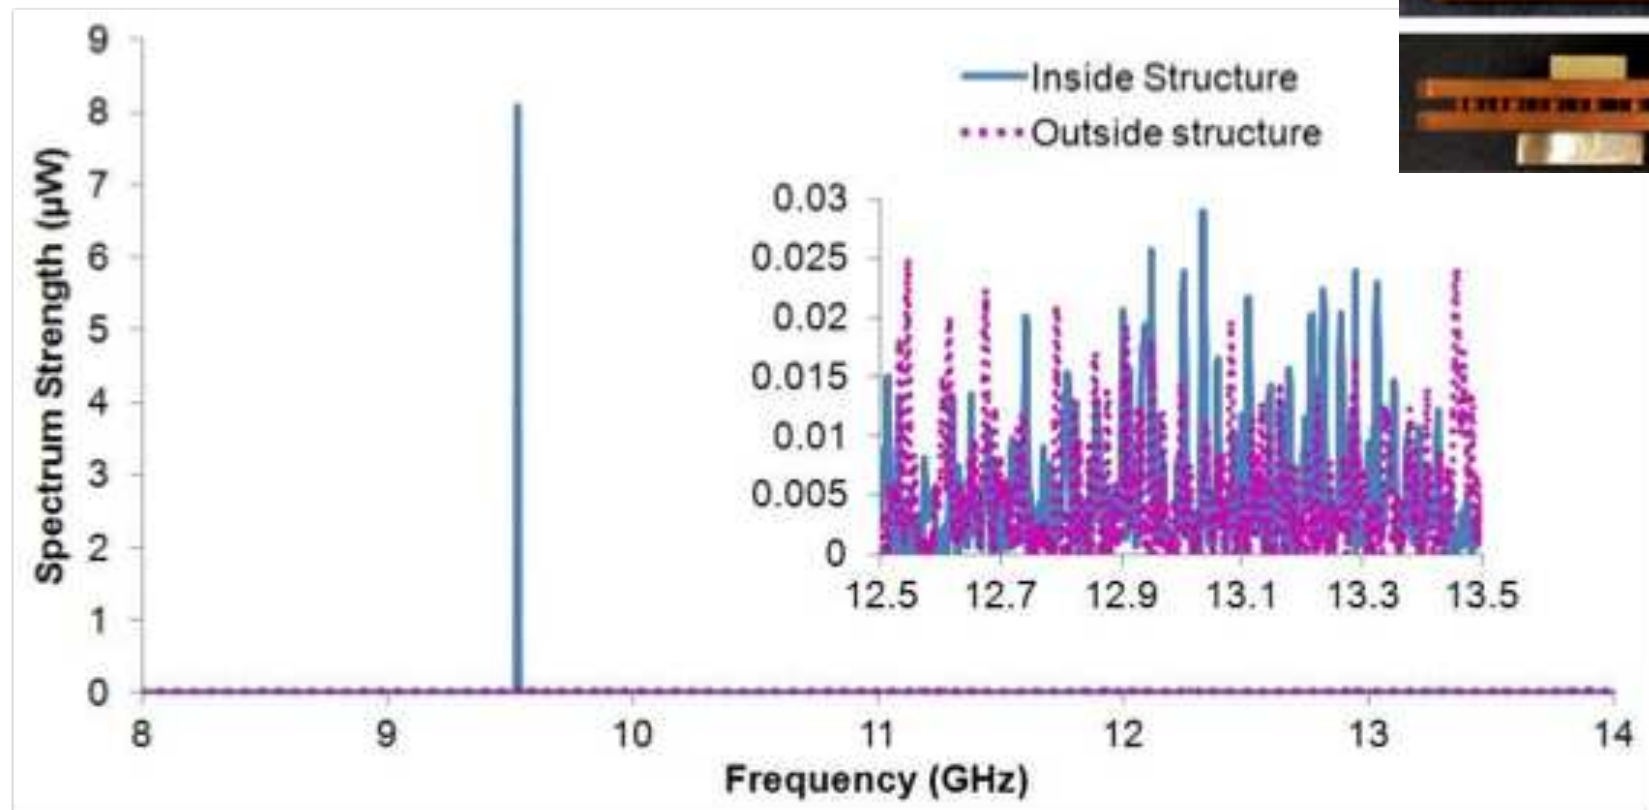 Spectrum Strength (µW)
9
8
7
6
5
4
3
2
1
0
8 9 10 11 12 13 14
Frequency (GHz)
Inside Structure
Outside structure
0.03
0.025
0.02
0.015
0.01
0.005
0
12.5 12.7 12.9 13.1 13.3 13.5